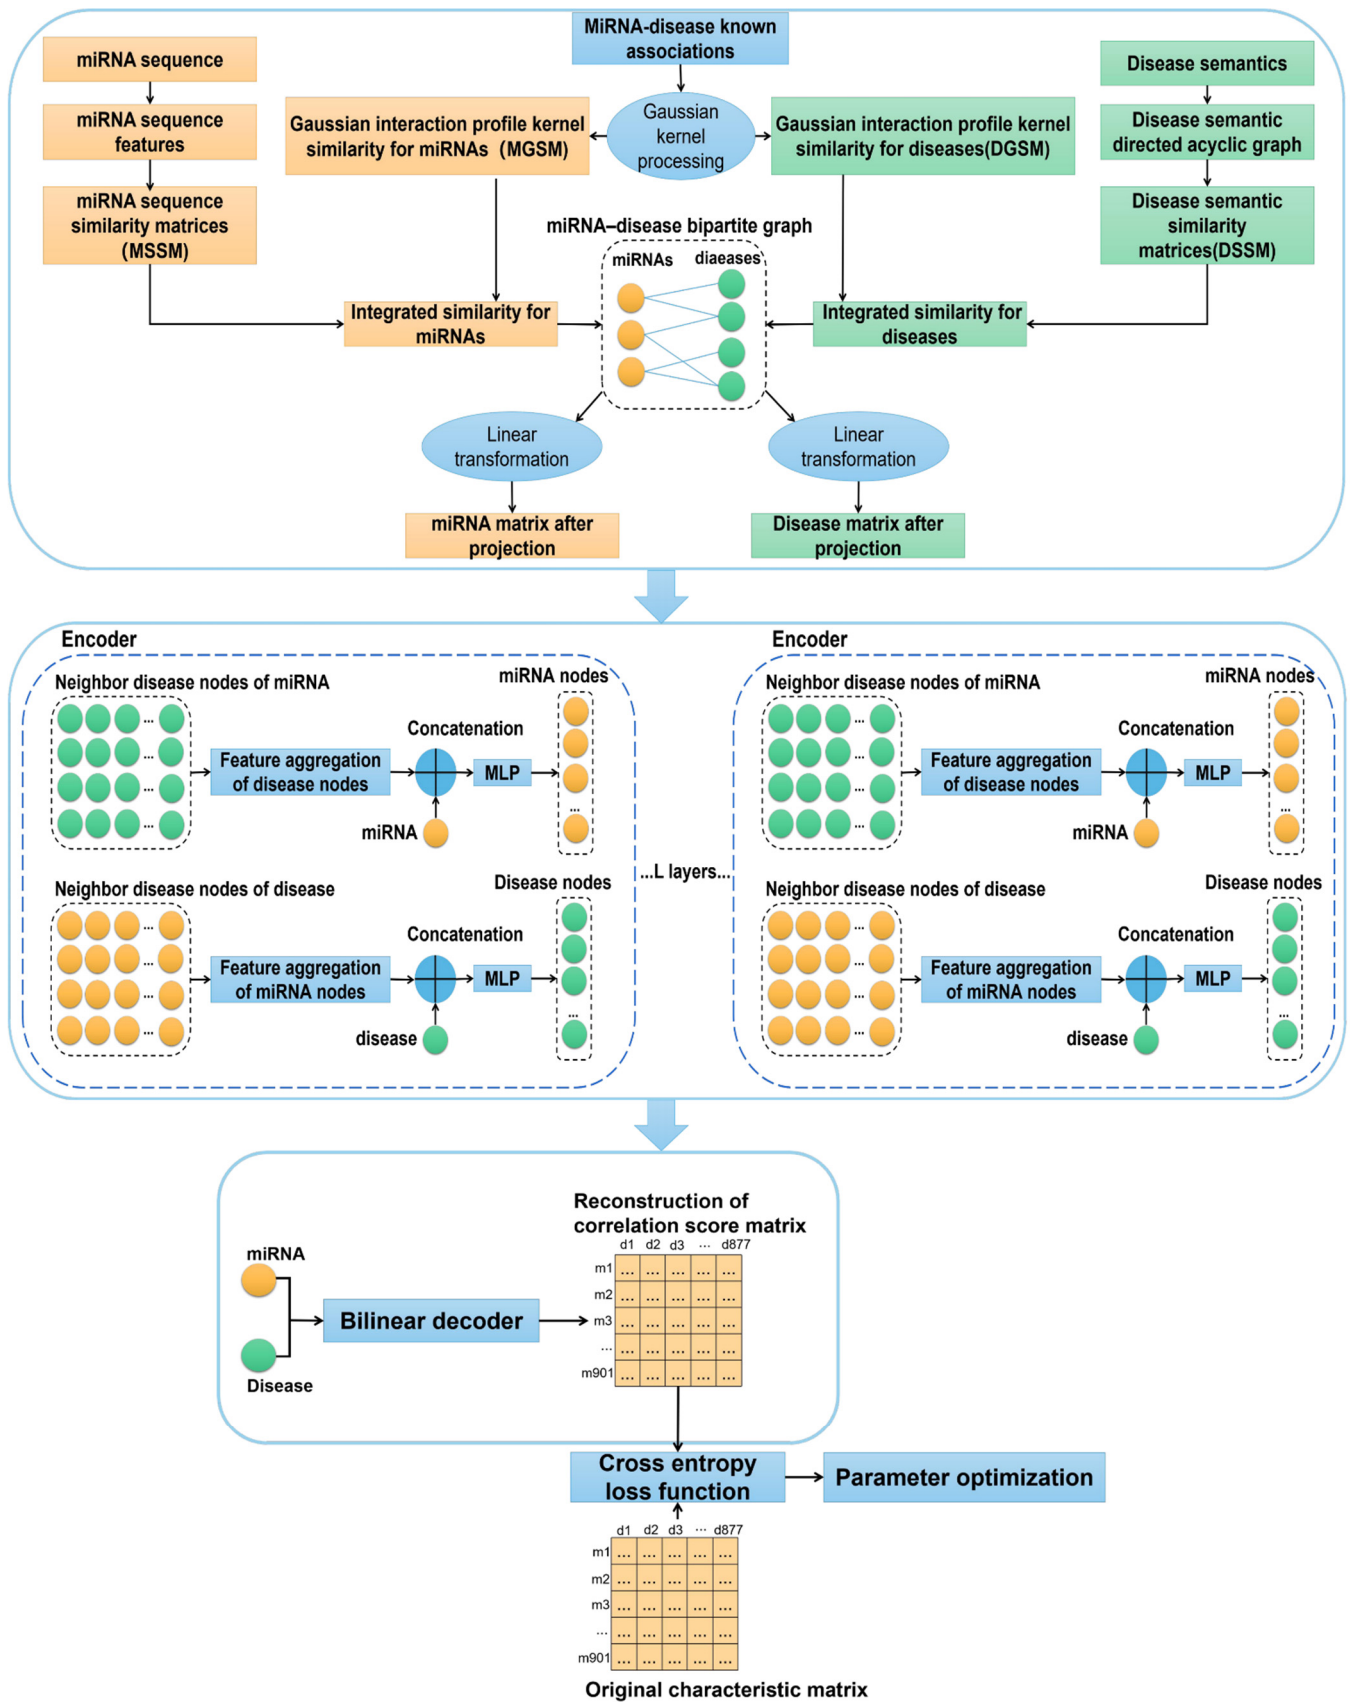 MiRNA-disease known
associations
miRNA sequence
Disease semantics
miRNA sequence
features
Gaussian interaction profile kernel
similarity for miRNAs (MGSM)
Gaussian
kernel
processing
Gaussian interaction profile kernel
similarity for diseases(DGSM)
Disease semantic
directed acyclic graph
miRNA sequence
similarity matrices
(MSSM)
Disease semantic
similarity
matrices(DSSM)
miRNA–disease bipartite graph
miRNAs
diaeases
Integrated similarity for
miRNAs
Integrated similarity for
diseases
Linear
transformation
Linear
transformation
miRNA matrix after
projection
Disease matrix after
projection
Encoder
Neighbor disease nodes of miRNA
miRNA nodes
...
...
...
...
Feature aggregation
of disease nodes
Concatenation
MLP
miRNA
...
Neighbor disease nodes of disease
Disease nodes
...
...
...
...
Feature aggregation
of miRNA nodes
Concatenation
MLP
disease
...
...L layers...
Encoder
Neighbor disease nodes of miRNA
miRNA nodes
...
...
...
...
Feature aggregation
of disease nodes
Concatenation
MLP
miRNA
...
Neighbor disease nodes of disease
Disease nodes
...
...
...
...
Feature aggregation
of miRNA nodes
Concatenation
MLP
disease
...
miRNA
Disease
Bilinear decoder
Reconstruction of
correlation score matrix
d1 d2 d3 ... d877
m1 ... ... ... ... ...
m2 ... ... ... ... ...
m3 ... ... ... ... ...
... ... ... ... ... ...
m901 ... ... ... ... ...
Cross entropy
loss function
Parameter optimization
d1 d2 d3 ... d877
m1 ... ... ... ... ...
m2 ... ... ... ... ...
m3 ... ... ... ... ...
... ... ... ... ... ...
m901 ... ... ... ... ...
Original characteristic matrix